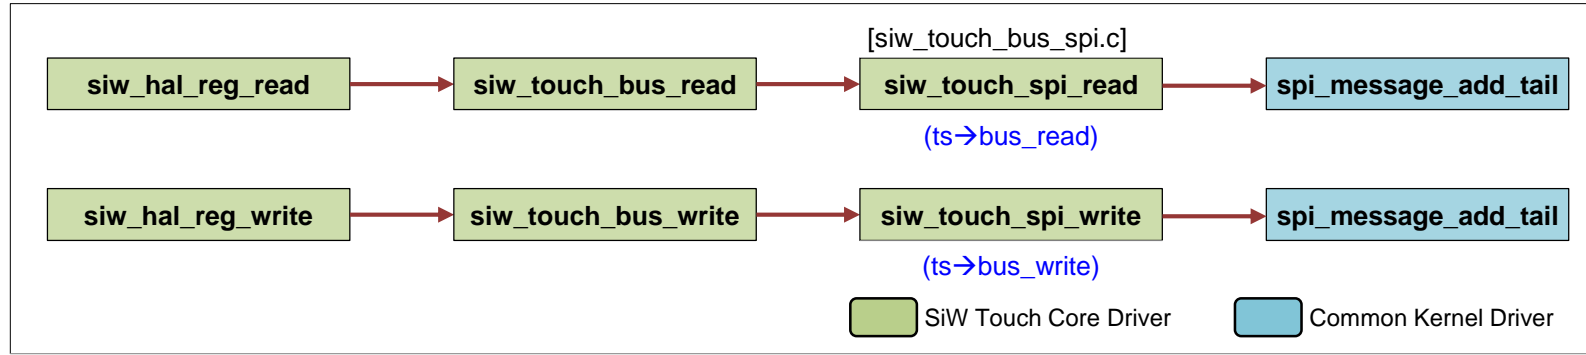 [siw_touch_bus_spi.c]
siw_hal_reg_read siw_touch_bus_read siw_touch_spi_read spi_message_add_tail
(ts→bus_read)
siw_hal_reg_write siw_touch_bus_write siw_touch_spi_write spi_message_add_tail
(ts→bus_write)
SiW Touch Core Driver Common Kernel Driver